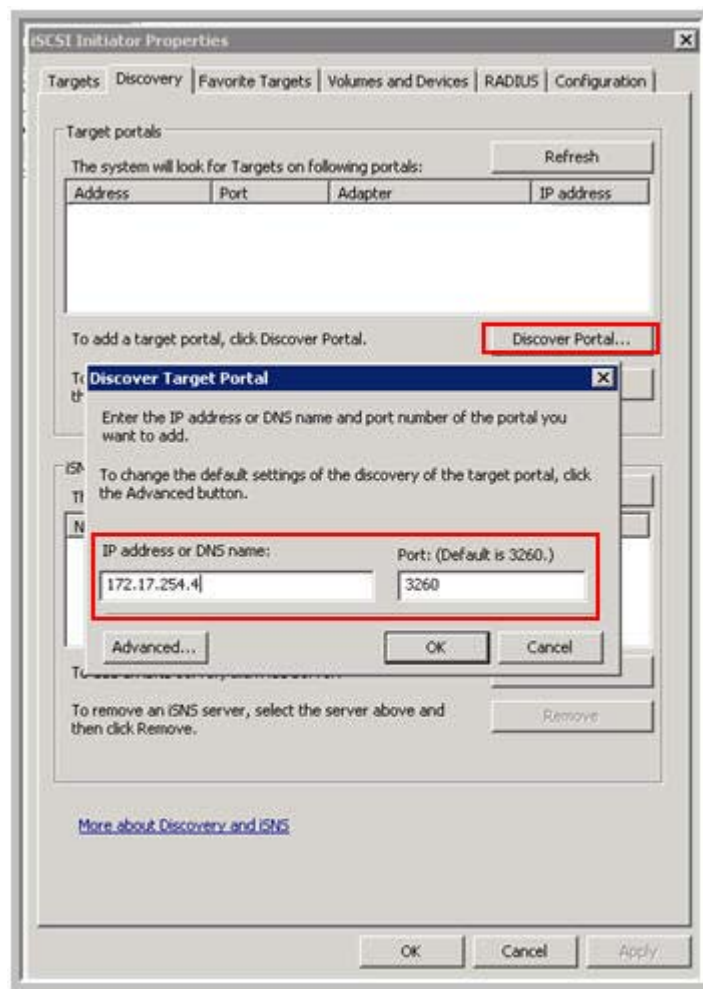 iSCSI Initiator Properties
Targets Discovery Favorite Targets Volumes and Devices RADIUS Configuration
Target portals
Refresh
The system will look for Targets on following portals:
Address Port Adapter IP address
To add a target portal, click Discover Portal.
Discover Portal...
Discover Target Portal
Enter the IP address or DNS name and port number of the portal you
want to add.
To change the default settings of the discovery of the target portal, click
the Advanced button.
IP address or DNS name:
Port: (Default is 3260.)
172.17.254.4
3260
Advanced...
OK
Cancel
To remove an iSNS server, select the server above and
then click Remove.
Remove
More about Discovery and iSNS
OK
Cancel
Apply